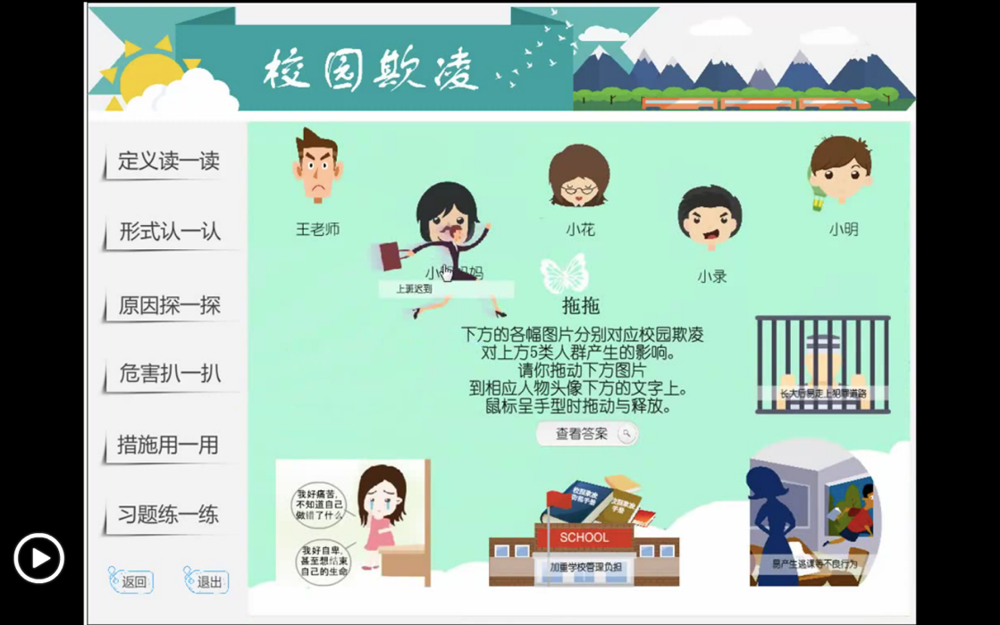 校园欺凌
定义读一读
形式认一认
原因探一探
危害扒一扒
措施用一用
习题练一练
返回
退出
王老师
小花
小明
小录
上班迟到
拖拖
下方的各幅图片分别对应校园欺凌
对上方5类人群产生的影响。
请你拖动下方图片
到相应人物头像下方的文字上。
鼠标呈手型时拖动与释放。
查看答案
长大后易走上犯罪道路
我好痛苦,
不知道自己
做错了什么
我好自卑,
甚至想结束
自己的生命
SCHOOL
加重学校管理负担
易产生逃课等不良行为